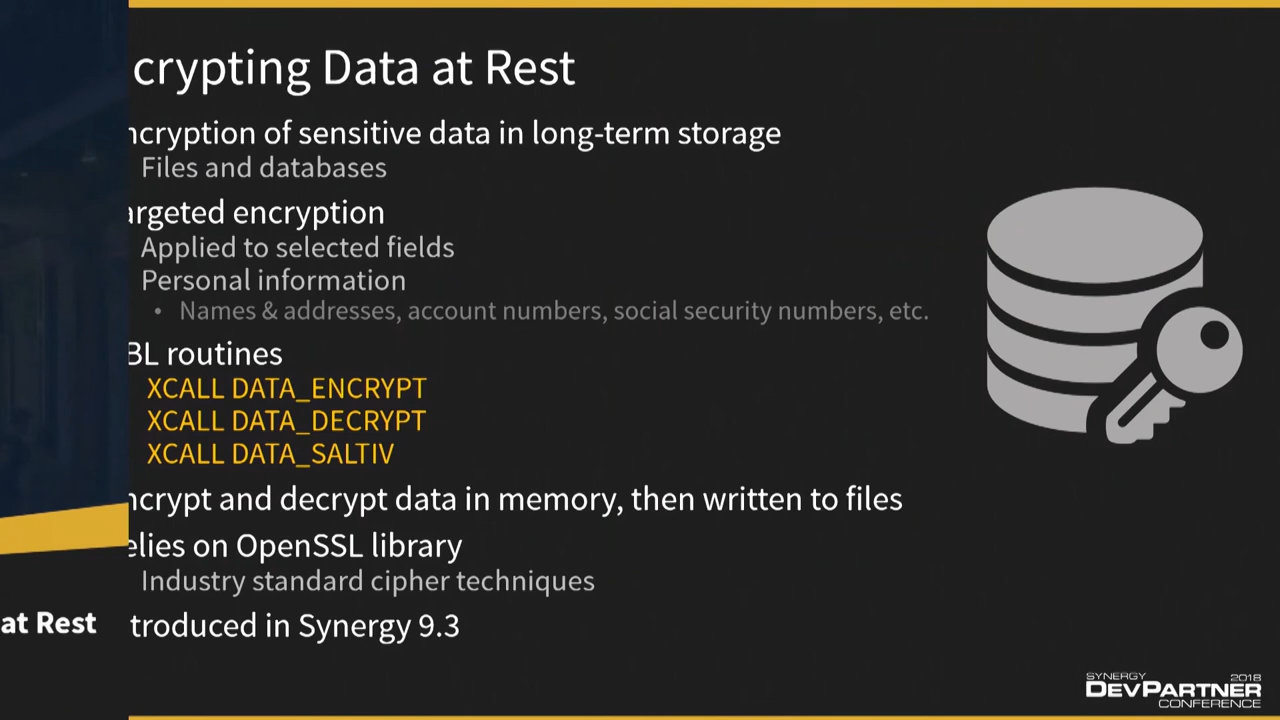 crypting Data at Rest
ncryption of sensitive data in long-term storage
Files and databases
argeted encryption
Applied to selected fields
Personal information
• Names & addresses, account numbers, social security numbers, etc.
BL routines
XCALL DATA_ENCRYPT
XCALL DATA_DECRYPT
XCALL DATA_SALTIV
ncrypt and decrypt data in memory, then written to files
elies on OpenSSL library
Industry standard cipher techniques
at Rest
troduced in Synergy 9.3
SYNERGY 2018
DEVPARTNER
CONFERENCE